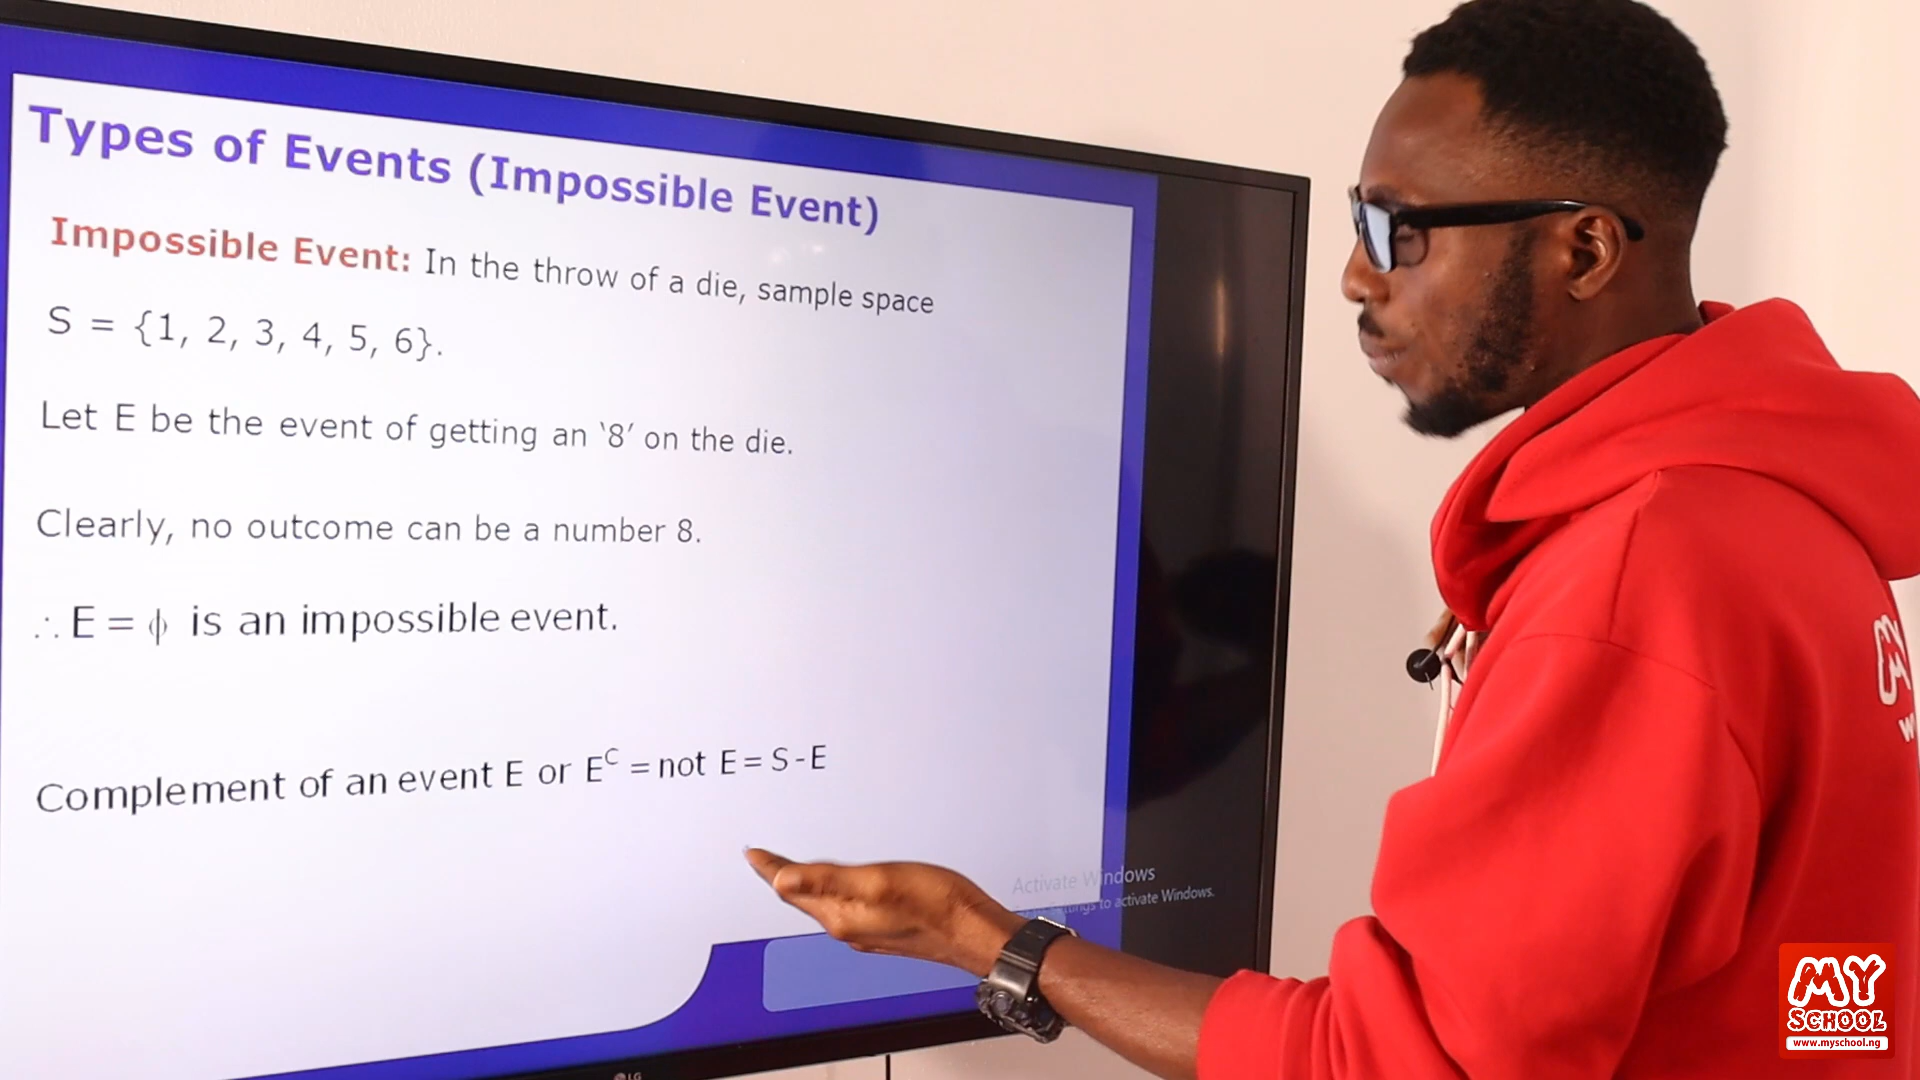 Types of Events (Impossible Event)
Impossible Event: In the throw of a die, sample space
S = {1, 2, 3, 4, 5, 6}.
Let E be the event of getting an ‘8’ on the die.
Clearly, no outcome can be a number 8.
∴ E = ϕ is an impossible event.
Complement of an event E or Eᶜ = not E = S - E
Activate Windows
to activate Windows.
LG
MY
SCHOOL
www.myschool.ng